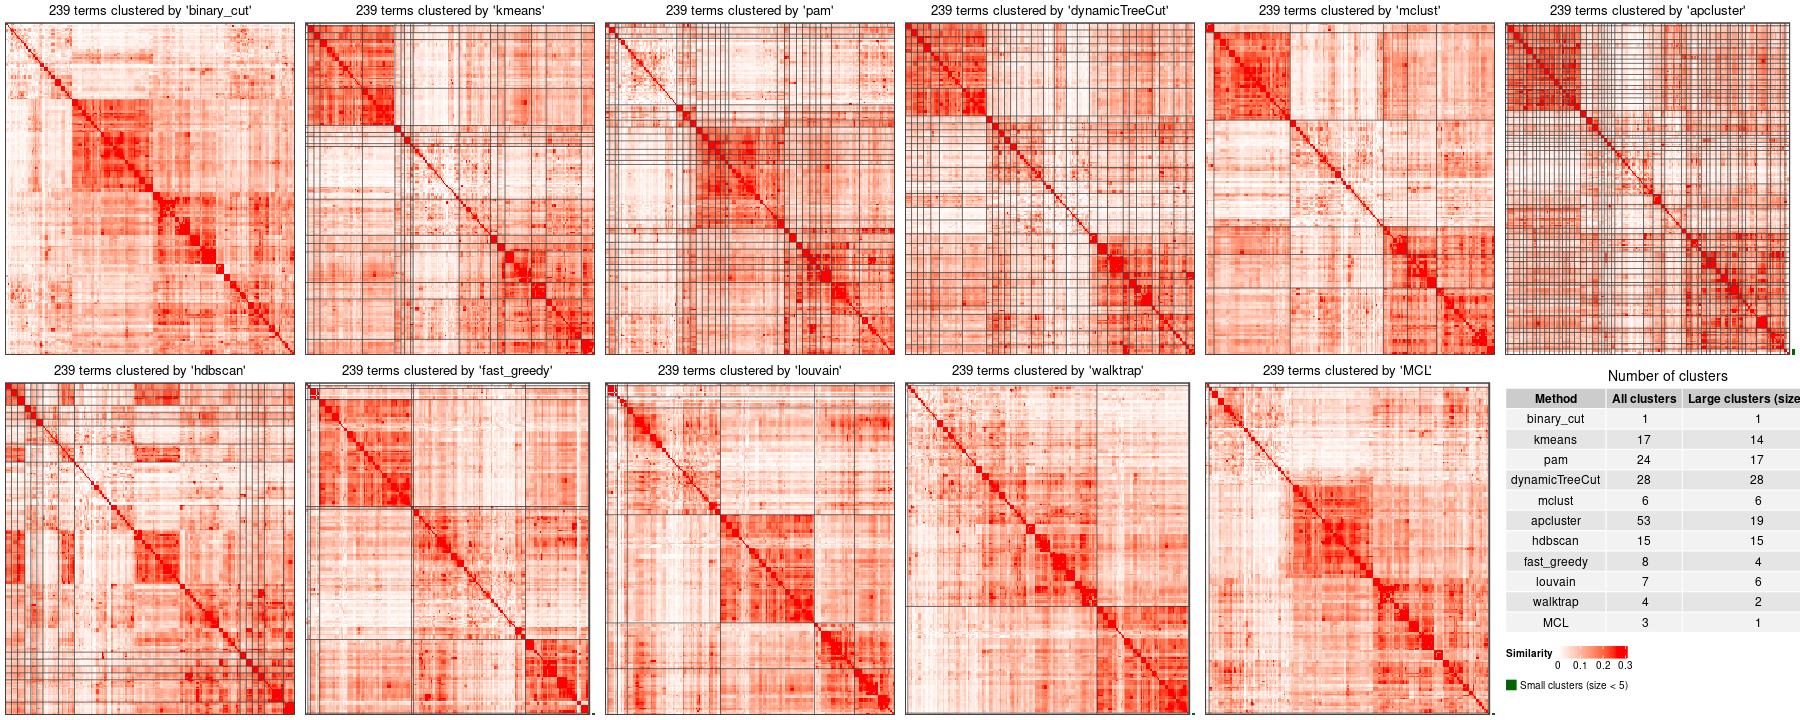 239 terms clustered by 'binary_cut'
239 terms clustered by 'kmeans'
239 terms clustered by 'pam'
239 terms clustered by 'dynamicTreeCut'
239 terms clustered by 'mclust'
239 terms clustered by 'apcluster'
239 terms clustered by 'hdbscan'
239 terms clustered by 'fast_greedy'
239 terms clustered by 'louvain'
239 terms clustered by 'walktrap'
239 terms clustered by 'MCL'
Number of clusters
Method All clusters Large clusters (size
binary_cut 1 1
kmeans 17 14
pam 24 17
dynamicTreeCut 28 28
mclust 6 6
apcluster 53 19
hdbscan 15 15
fast_greedy 8 4
louvain 7 6
walktrap 4 2
MCL 3 1
Similarity
0 0.1 0.2 0.3
Small clusters (size < 5)